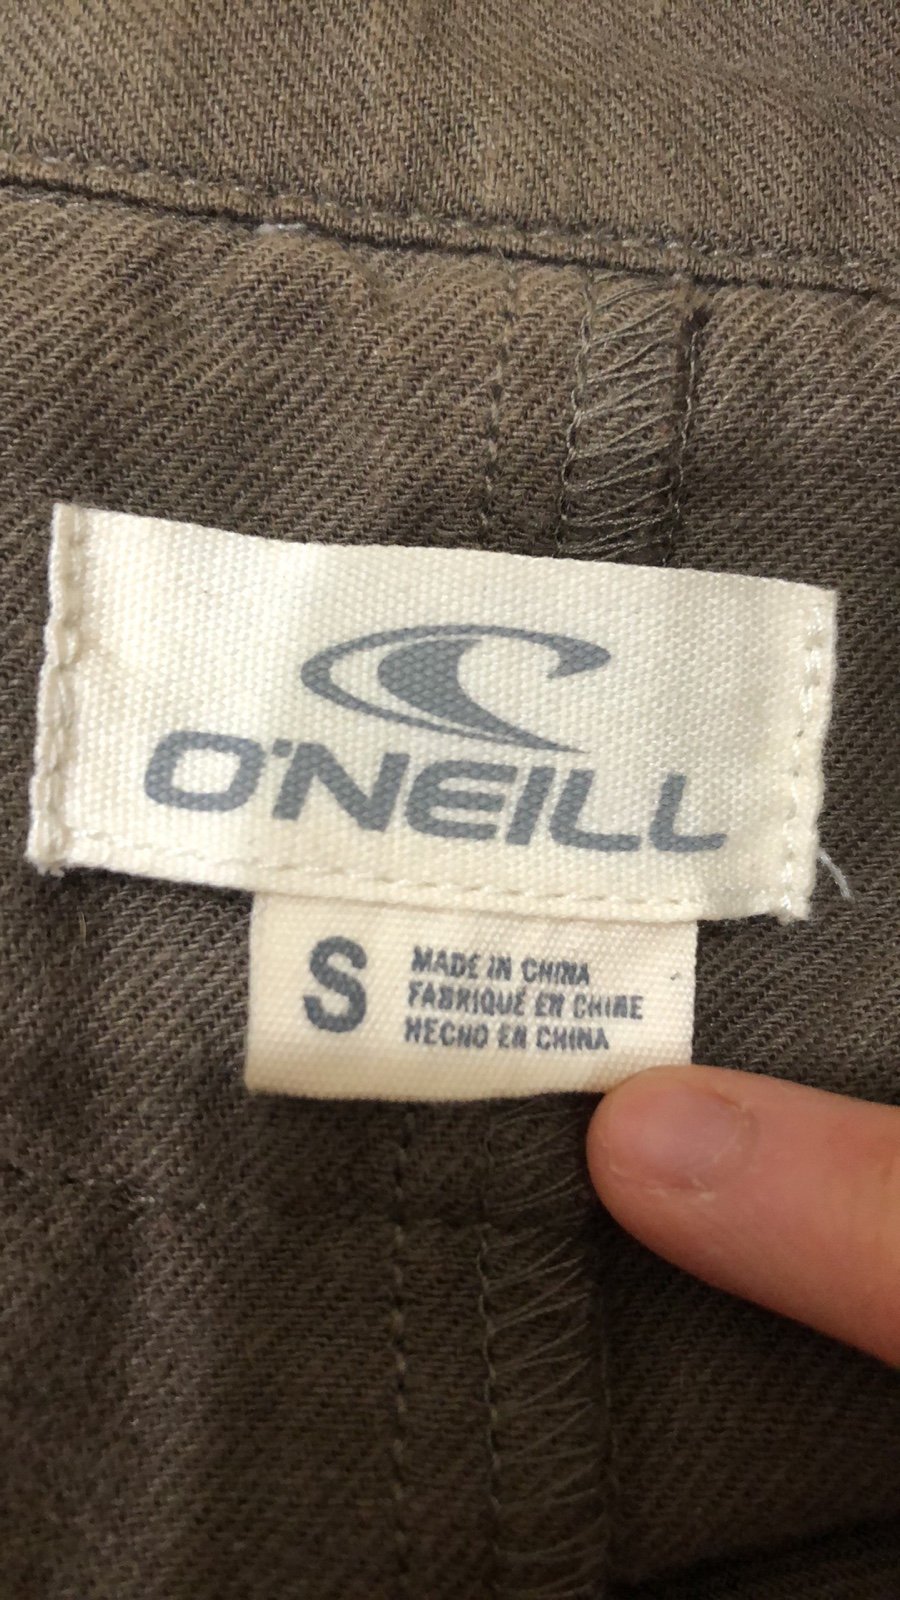 O'NEILL
S
MADE IN CHINA
FABRIQUÉ EN CHINE
HECHO EN CHINA